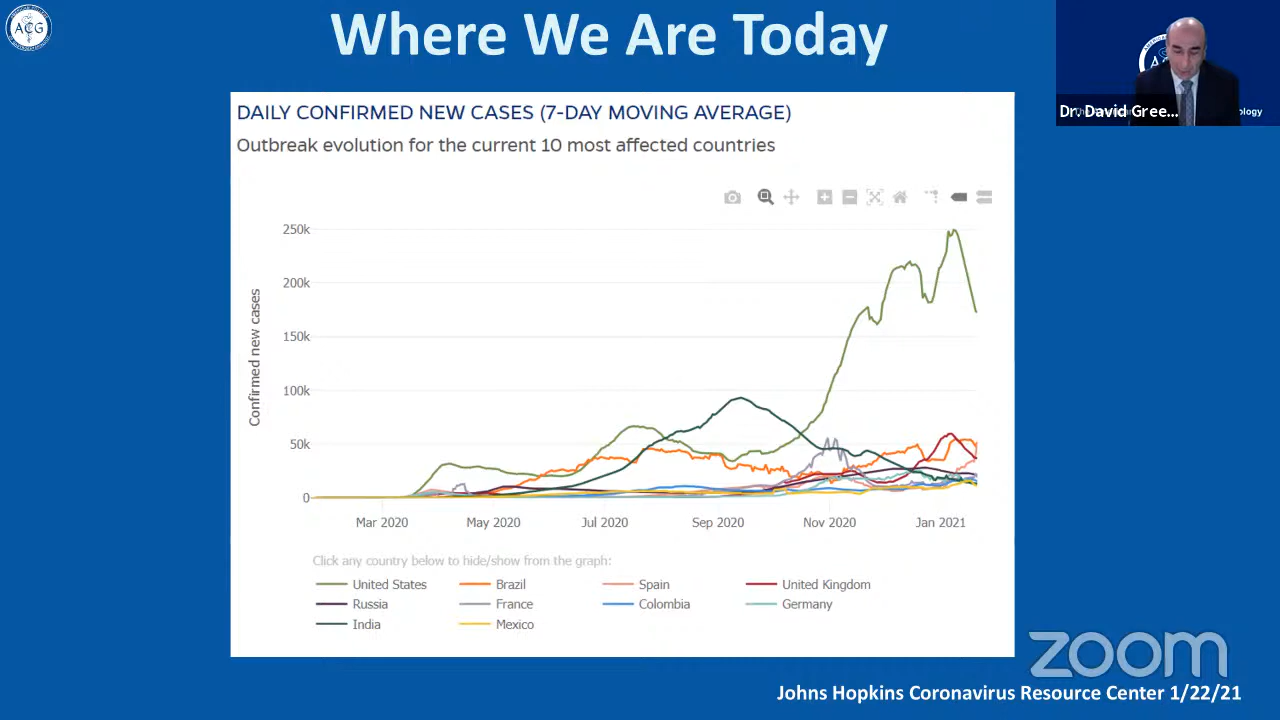 ACG
Where We Are Today
Dr. David Gree...
DAILY CONFIRMED NEW CASES (7-DAY MOVING AVERAGE)
Outbreak evolution for the current 10 most affected countries
250k
200k
150k
100k
50k
0
Confirmed new cases
Mar 2020
May 2020
Jul 2020
Sep 2020
Nov 2020
Jan 2021
Click any country below to hide/show from the graph:
United States
Brazil
Spain
United Kingdom
Russia
France
Colombia
Germany
India
Mexico
zoom
Johns Hopkins Coronavirus Resource Center 1/22/21